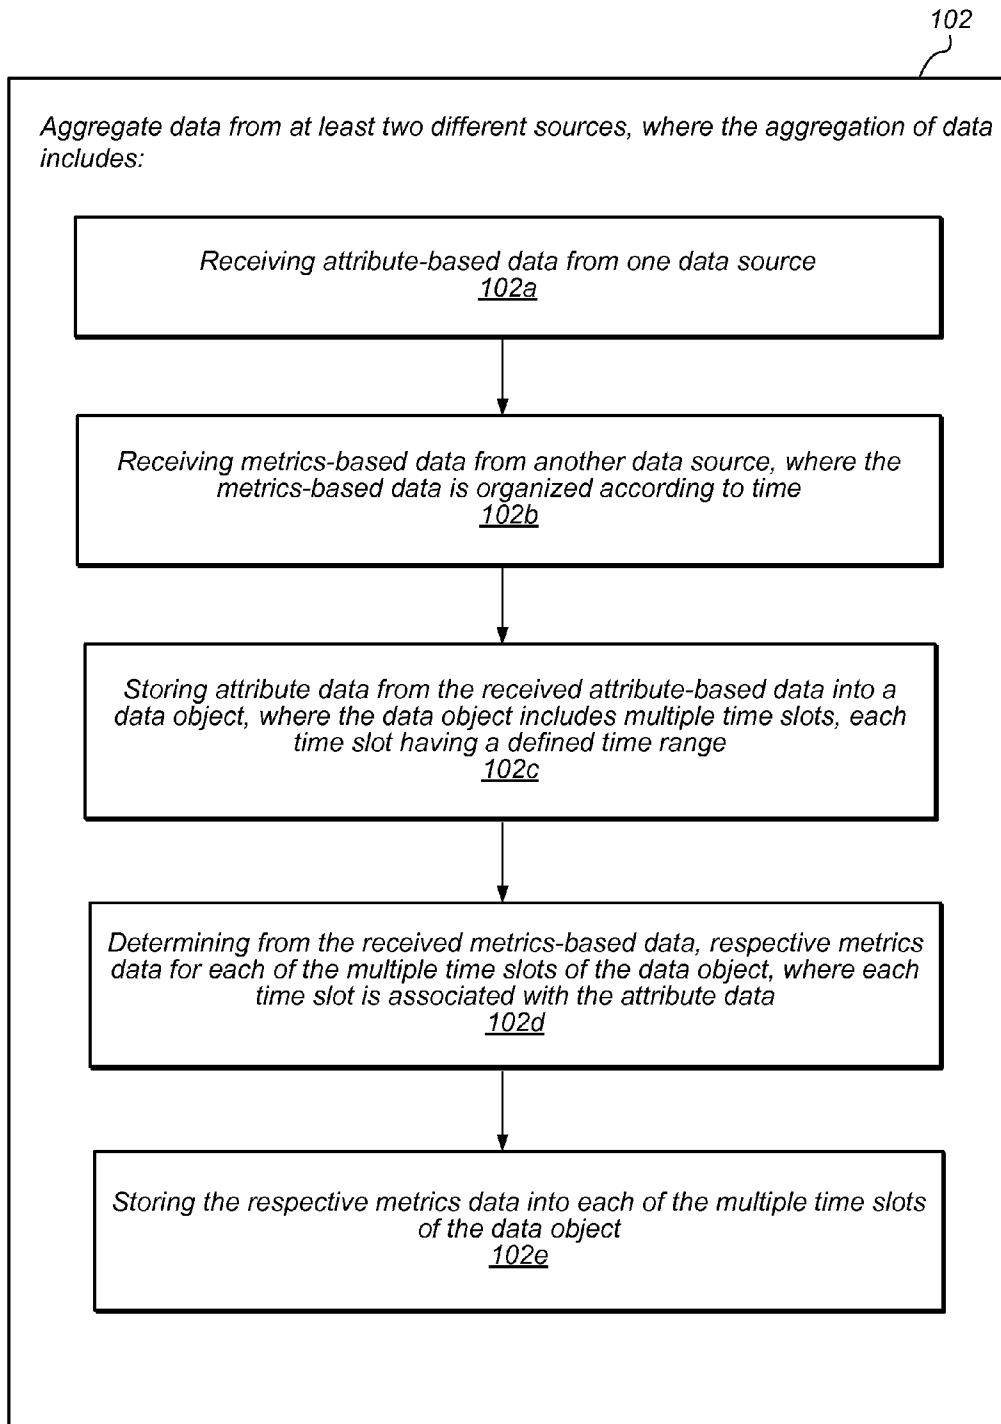 102
Aggregate data from at least two different sources, where the aggregation of data
includes:
Receiving attribute-based data from one data source
102a
Receiving metrics-based data from another data source, where the
metrics-based data is organized according to time
102b
Storing attribute data from the received attribute-based data into a
data object, where the data object includes multiple time slots, each
time slot having a defined time range
102c
Determining from the received metrics-based data, respective metrics
data for each of the multiple time slots of the data object, where each
time slot is associated with the attribute data
102d
Storing the respective metrics data into each of the multiple time slots
of the data object
102e